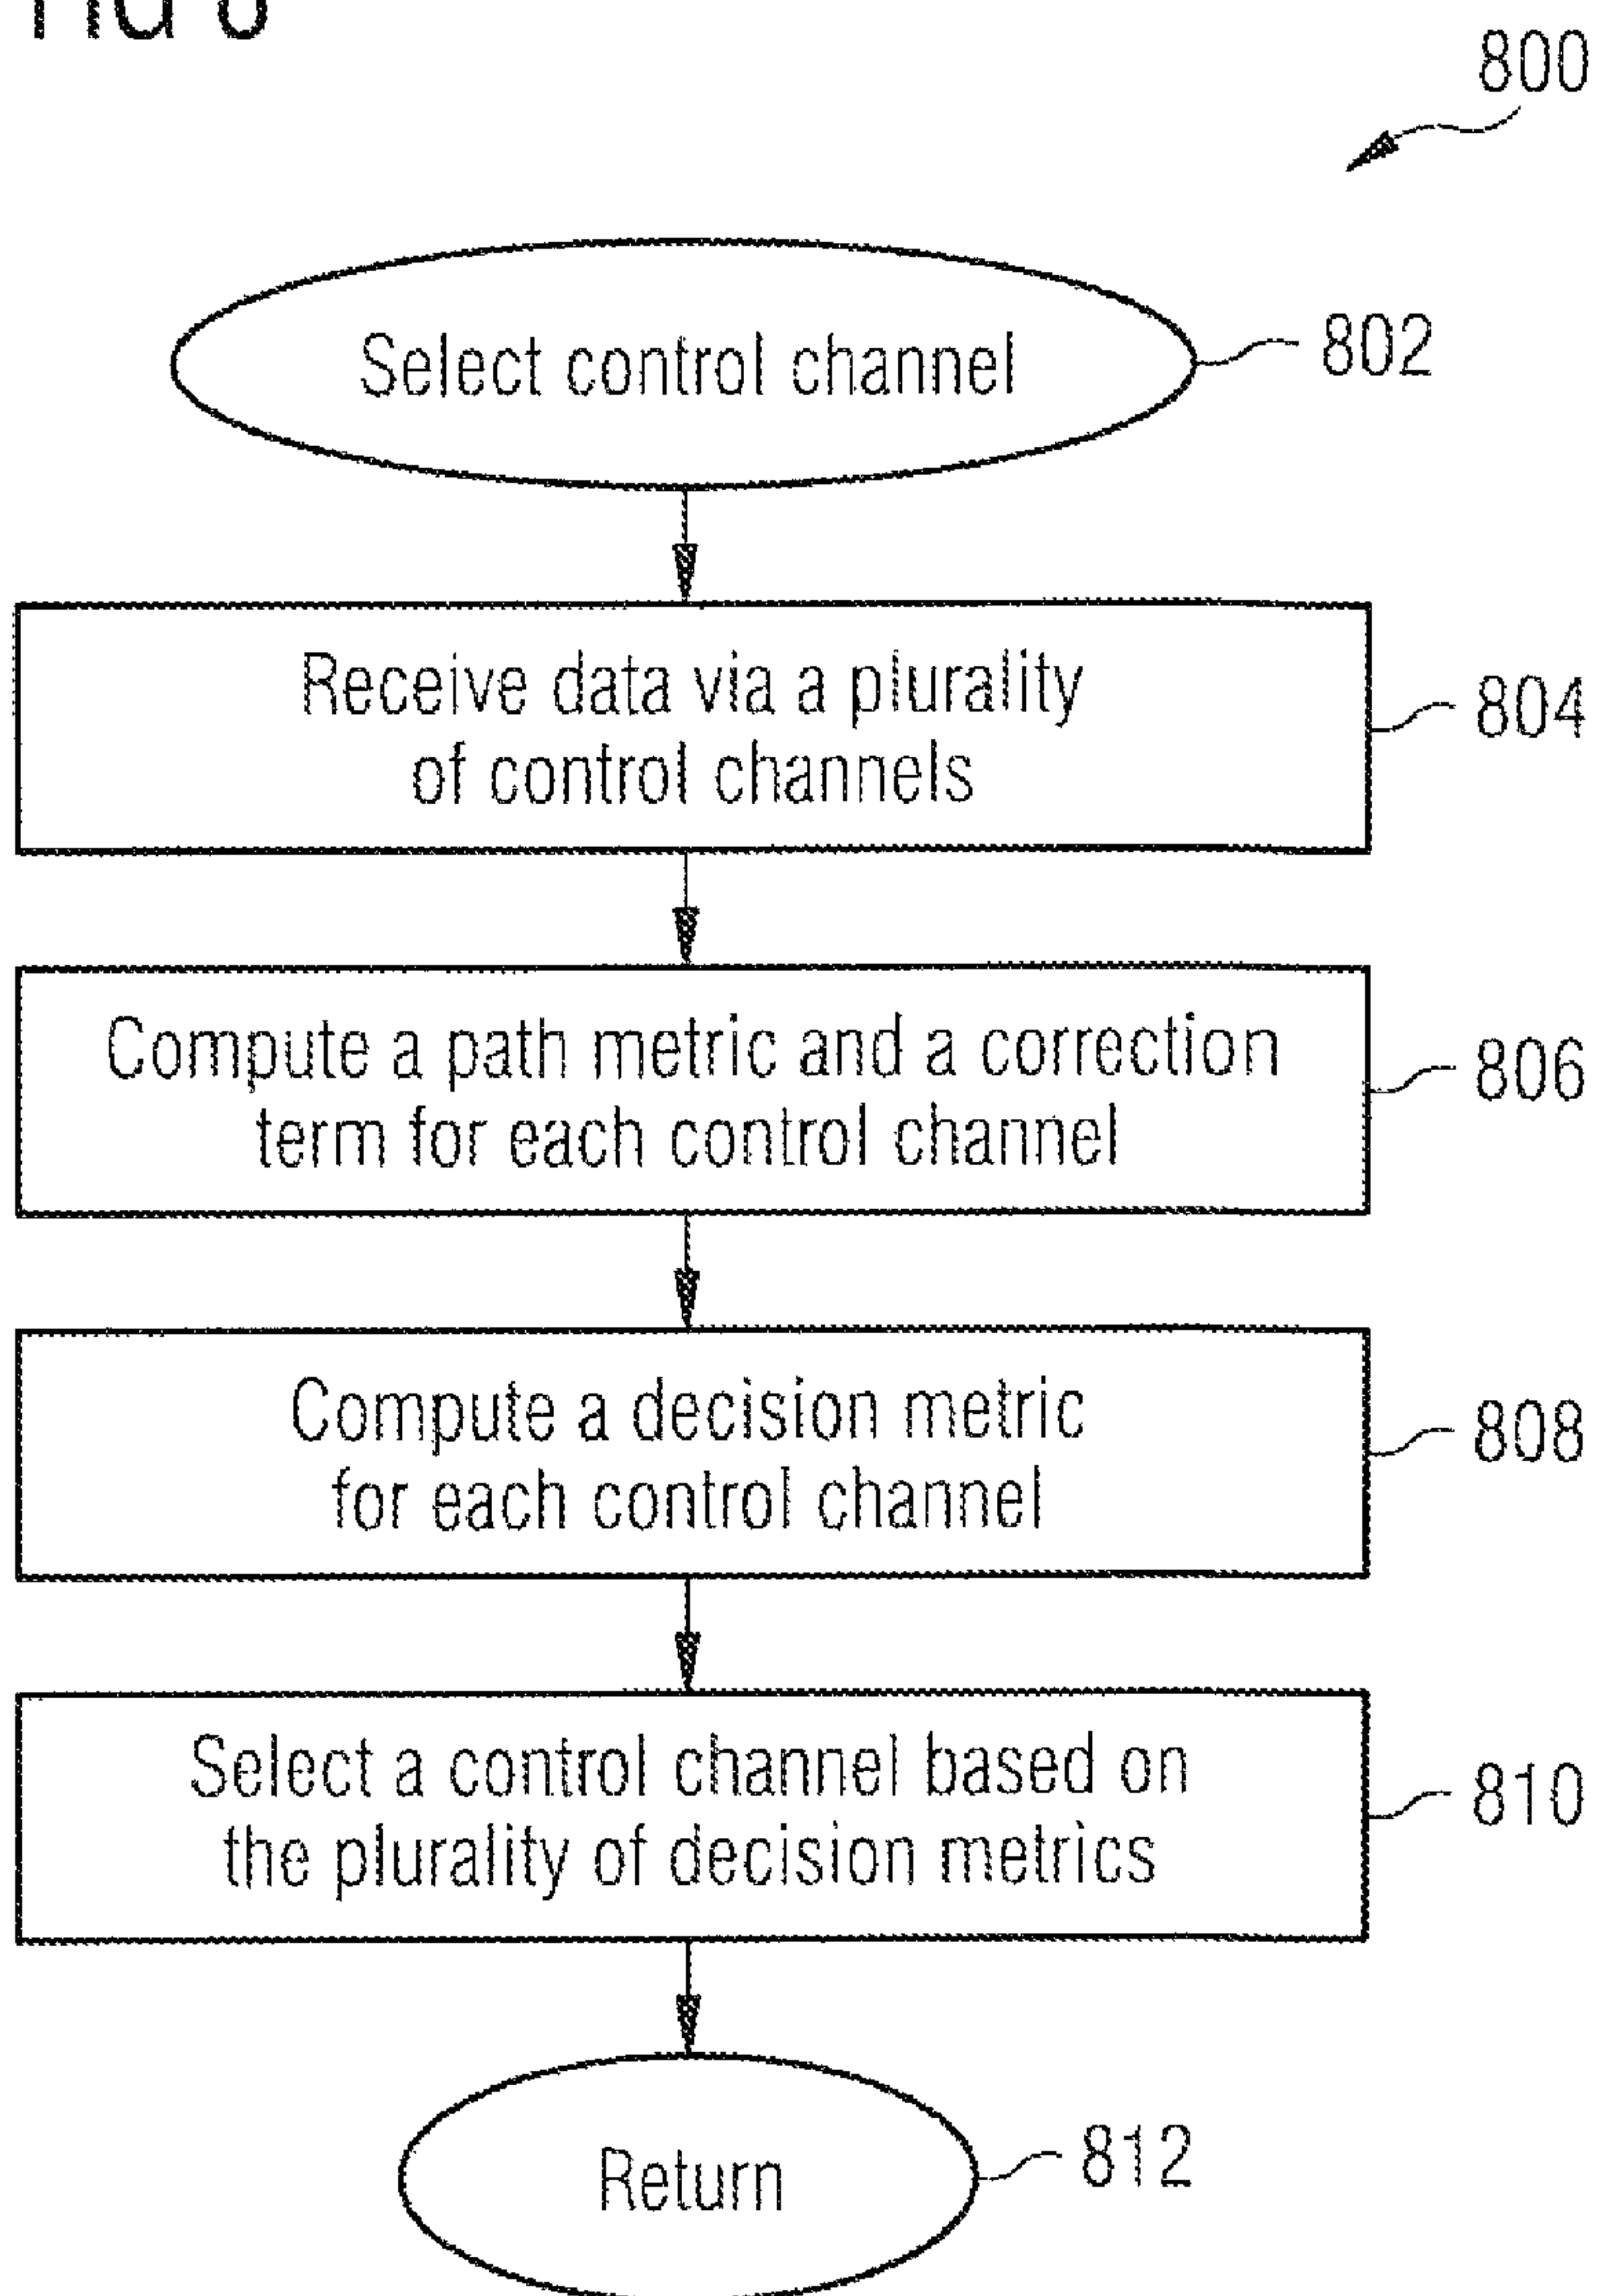 800
Select control channel
802
Receive data via a plurality
of control channels
804
Compute a path metric and a correction
term for each control channel
806
Compute a decision metric
for each control channel
808
Select a control channel based on
the plurality of decision metrics
810
Return
812